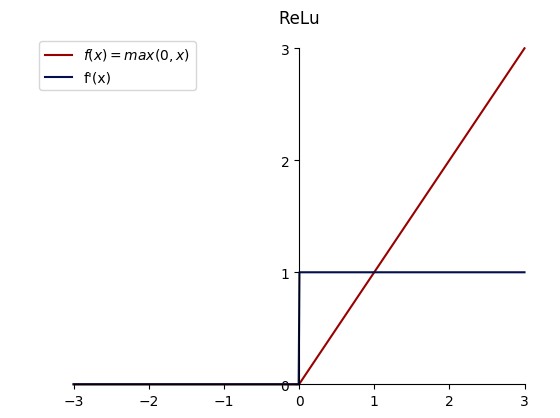 ReLu
f(x) = max(0, x)
f'(x)
3
2
1
0
−3 −2 −1 0 1 2 3